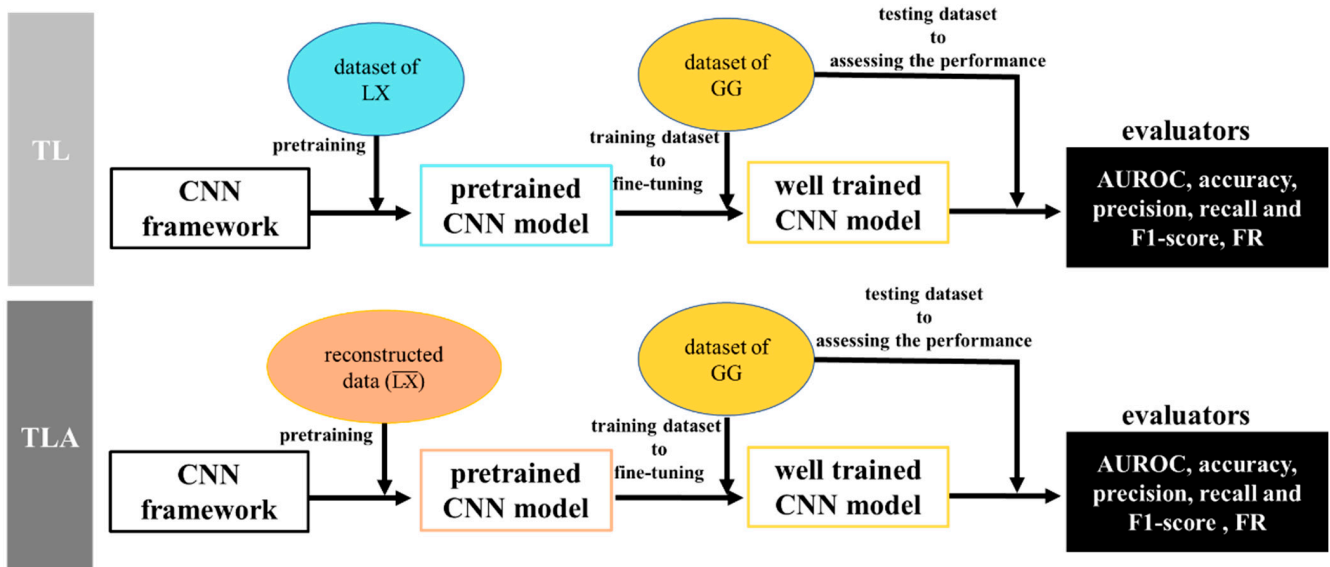 TL
dataset of
LX
pretraining
CNN
framework
pretrained
CNN model
dataset of
GG
training dataset
to
fine-tuning
well trained
CNN model
testing dataset
to
assessing the performance
evaluators
AUROC, accuracy,
precision, recall and
F1-score, FR
TLA
reconstructed
data (L̅X̅)
pretraining
CNN
framework
pretrained
CNN model
dataset of
GG
training dataset
to
fine-tuning
well trained
CNN model
testing dataset
to
assessing the performance
evaluators
AUROC, accuracy,
precision, recall and
F1-score , FR